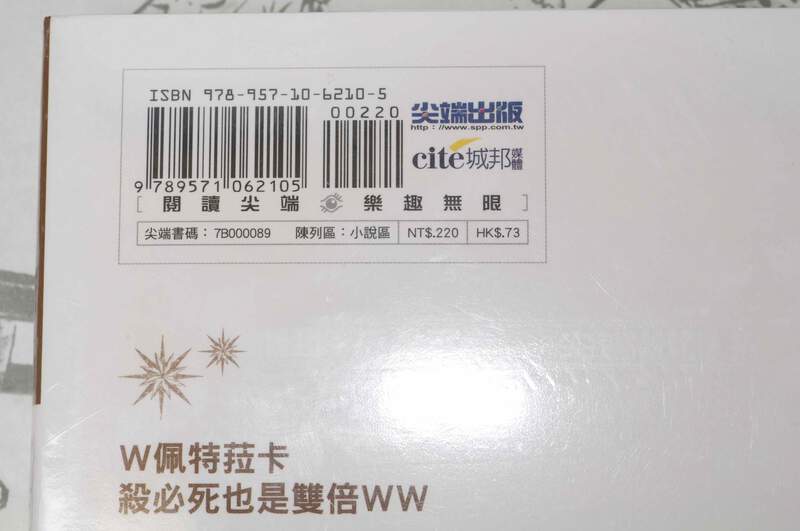 ISBN 978-957-10-6210-5
00220
9 789571 062105
尖端出版
http://www.spp.com.tw
cité城邦媒體
[閱讀尖端 樂趣無限]
尖端書碼：7B000089 陳列區：小說區 NT$.220 HK$.73
W佩特菈卡
殺必死也是雙倍WW